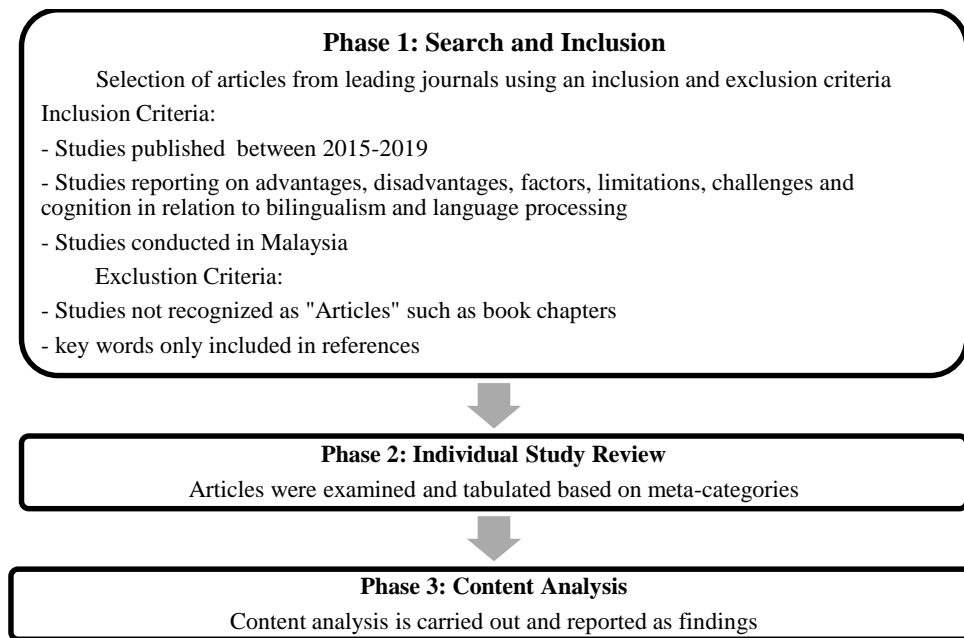 Phase 1: Search and Inclusion
Selection of articles from leading journals using an inclusion and exclusion criteria
Inclusion Criteria:
- Studies published between 2015-2019
- Studies reporting on advantages, disadvantages, factors, limitations, challenges and
cognition in relation to bilingualism and language processing
- Studies conducted in Malaysia
Exclustion Criteria:
- Studies not recognized as "Articles" such as book chapters
- key words only included in references
Phase 2: Individual Study Review
Articles were examined and tabulated based on meta-categories
Phase 3: Content Analysis
Content analysis is carried out and reported as findings